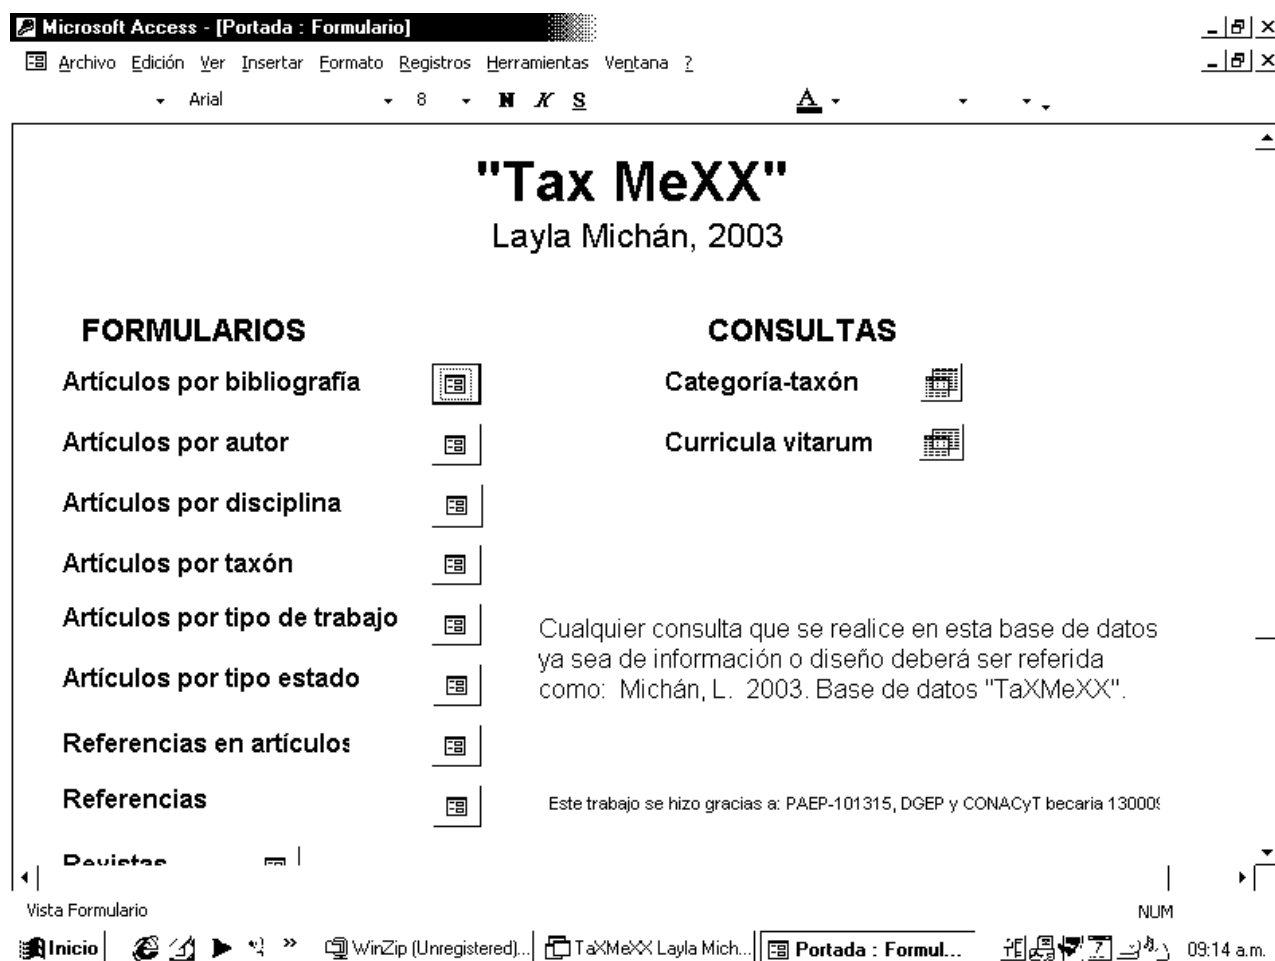 Microsoft Access - [Portada : Formulario]
Archivo Edición Ver Insertar Formato Registros Herramientas Ventana ?
Arial 8 N K S A
"Tax MeXX"
Layla Michán, 2003
FORMULARIOS
Artículos por bibliografía
Artículos por autor
Artículos por disciplina
Artículos por taxón
Artículos por tipo de trabajo
Artículos por tipo estado
Referencias en artículos
Referencias
Revistas
CONSULTAS
Categoría-taxón
Curricula vitarum
Cualquier consulta que se realice en esta base de datos
ya sea de información o diseño deberá ser referida
como: Michán, L. 2003. Base de datos "TaXMeXX".
Este trabajo se hizo gracias a: PAEP-101315, DGEP y CONACyT becaria
Vista Formulario
NUM
Inicio » WinZip (Unregistered)... TaXMeXX Layla Mich... Portada : Formul... 09:14 a.m.